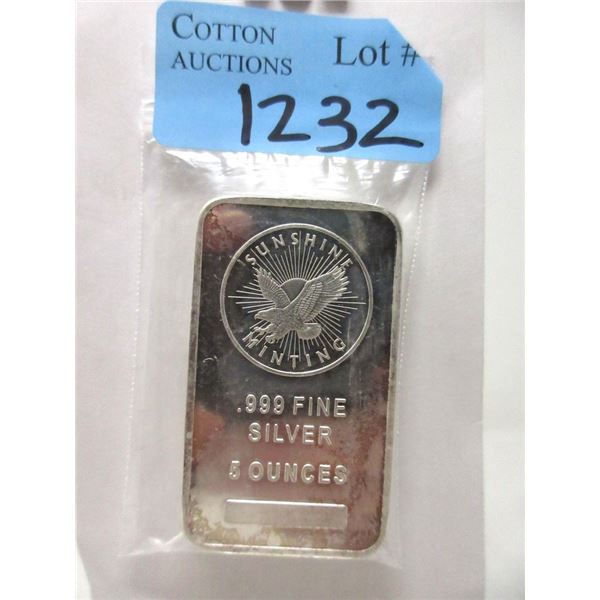 COTTON
AUCTIONS
Lot #
1232
SUNSHINE
MINTING
.999 FINE
SILVER
5 OUNCES